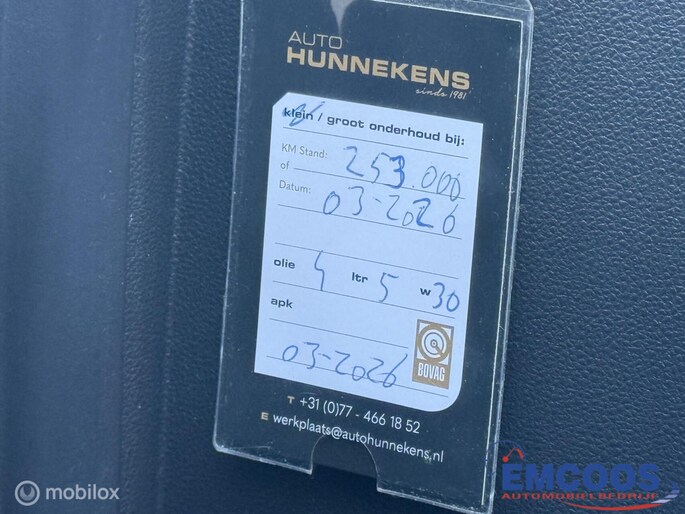 AUTO
HUNNEKENS
sinds 1981
klein / groot onderhoud bij:
KM Stand: 253.000
of
Datum: 03-2026
olie 4 ltr 5 w 30
apk
03-2026
BOVAG
T +31 (0)77 - 466 18 52
E werkplaats@autohunnekens.nl
EMCOOS
AUTOMOBIELBEDRIJF
mobilox